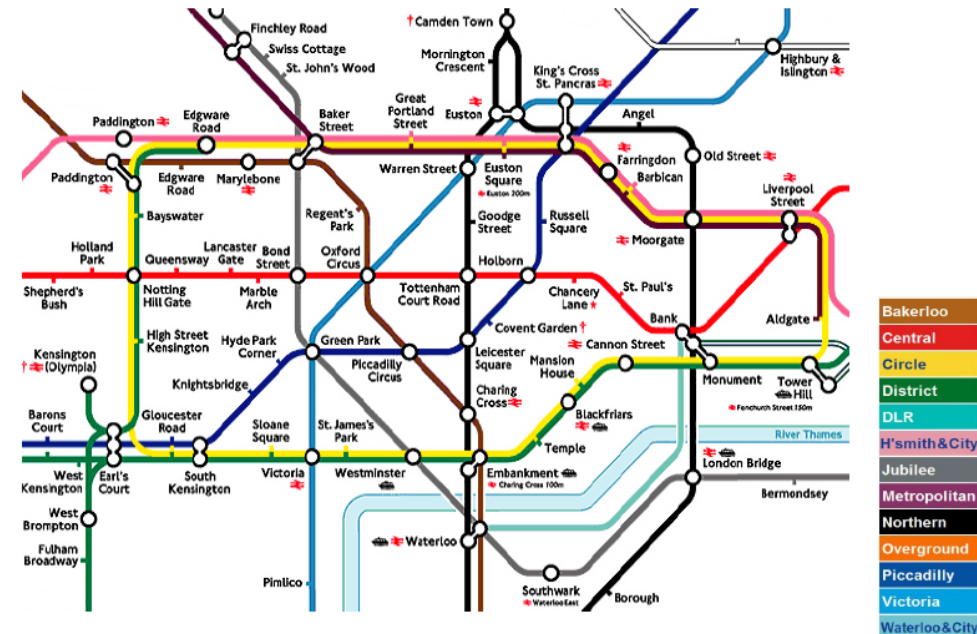 Finchley Road
Swiss Cottage
St. John's Wood
†Camden Town
Mornington
Crescent
King's Cross
St. Pancras
Highbury &
Islington
Paddington
Edgware
Road
Baker
Street
Great
Portland
Street
Euston
Angel
Paddington
Edgware
Road
Marylebone
Warren Street
Euston
Square
Euston 200m
Farringdon
Barbican
Old Street
Liverpool
Street
Bayswater
Regent's
Park
Goodge
Street
Russell
Square
Moorgate
Holland
Park
Queensway
Lancaster
Gate
Bond
Street
Oxford
Circus
Holborn
Shepherd's
Bush
Notting
Hill Gate
Marble
Arch
Tottenham
Court Road
Chancery
Lane
St. Paul's
Bank
Aldgate
High Street
Kensington
Hyde Park
Corner
Green Park
Covent Garden†
Cannon Street
Kensington
†(Olympia)
Piccadilly
Circus
Leicester
Square
Mansion
House
Monument
Tower
Hill
Fenchurch Street 150m
Knightsbridge
Charing
Cross
Barons
Court
Gloucester
Road
Sloane
Square
St. James's
Park
Blackfriars
Temple
River Thames
West
Kensington
Earl's
Court
South
Kensington
Victoria
Westminster
Embankment
Charing Cross 100m
London Bridge
Bermondsey
West
Brompton
Fulham
Broadway
Waterloo
Pimlico
Southwark
Waterloo East
Borough
Bakerloo
Central
Circle
District
DLR
H'smith&City
Jubilee
Metropolitan
Northern
Overground
Piccadilly
Victoria
Waterloo&City